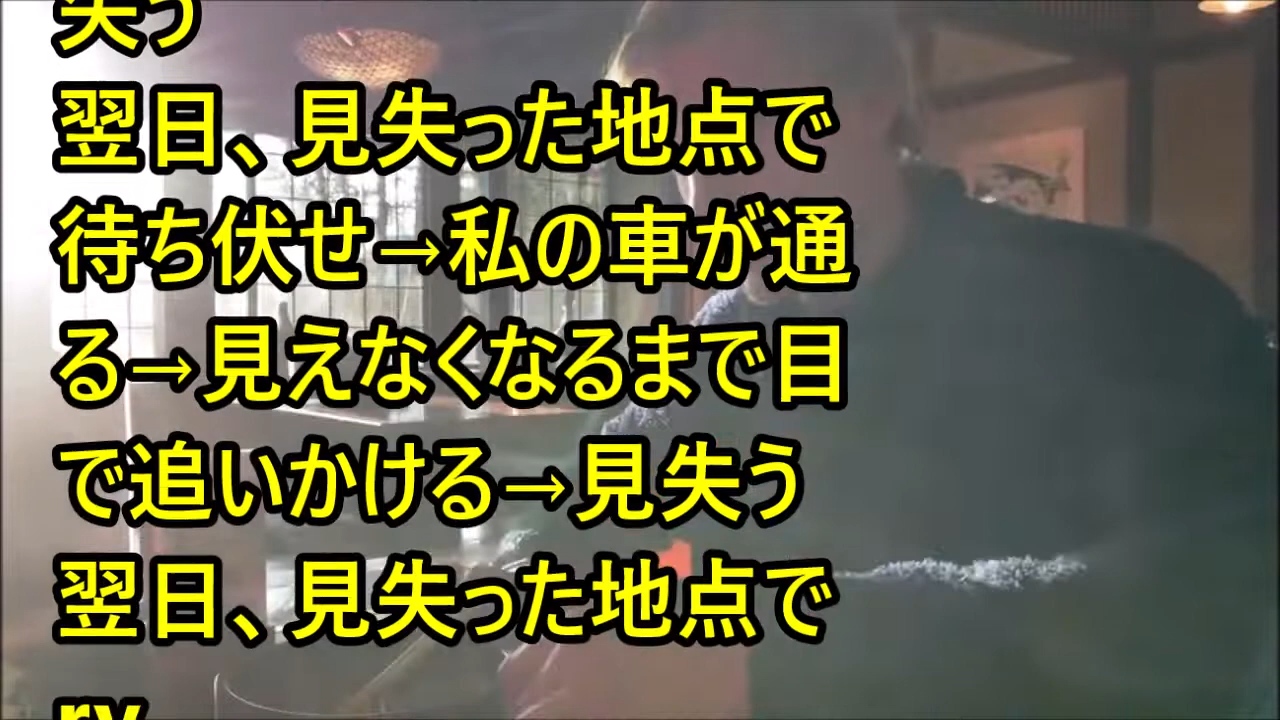 失う
翌日、見失った地点で
待ち伏せ→私の車が通
る→見えなくなるまで目
で追いかける→見失う
翌日、見失った地点で
ry